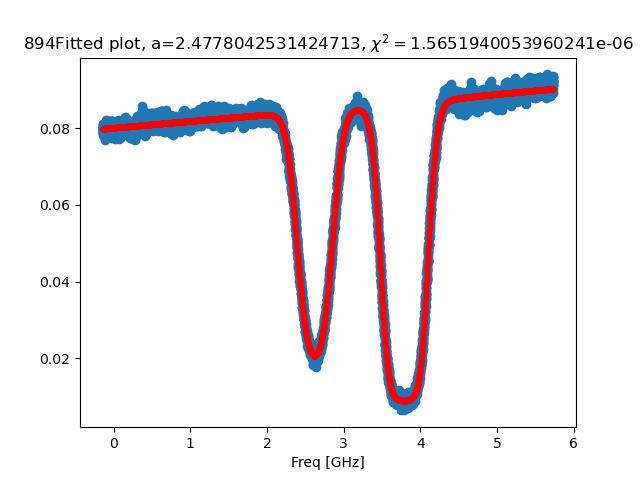 894Fitted plot, a=2.4778042531424713, χ² = 1.5651940053960241e-06
0.08
0.06
0.04
0.02
0 1 2 3 4 5 6
Freq [GHz]